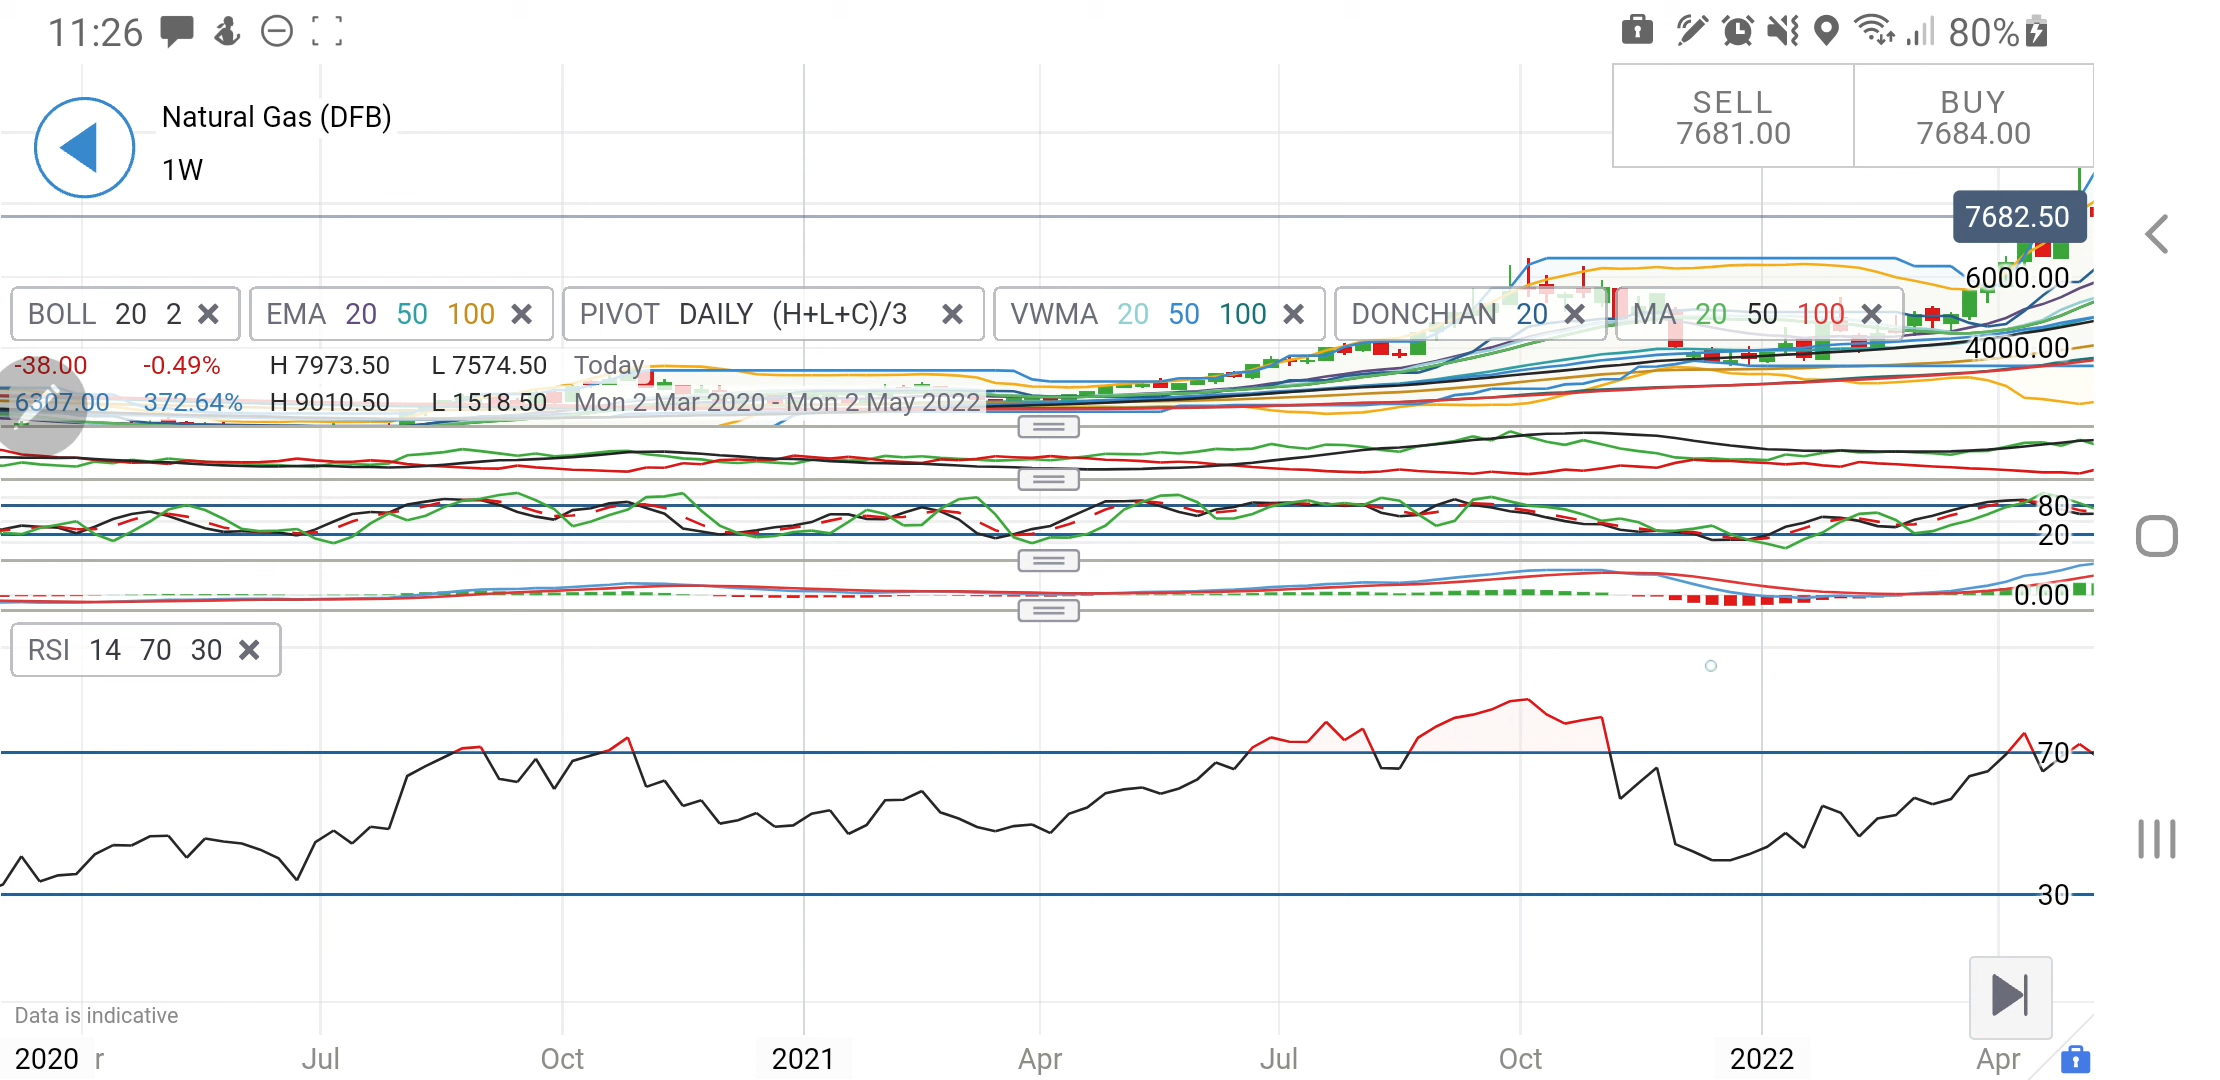 11:26 80%
Natural Gas (DFB)
1W
SELL BUY
7681.00 7684.00
7682.50
6000.00
BOLL 20 2 EMA 20 50 100 PIVOT DAILY (H+L+C)/3 VWMA 20 50 100 DONCHIAN 20 MA 20 50 100
4000.00
-38.00 -0.49% H 7973.50 L 7574.50 Today
6307.00 372.64% H 9010.50 L 1518.50 Mon 2 Mar 2020 - Mon 2 May 2022
80
20
0.00
RSI 14 70 30
70
30
Data is indicative
2020 r Jul Oct 2021 Apr Jul Oct 2022 Apr